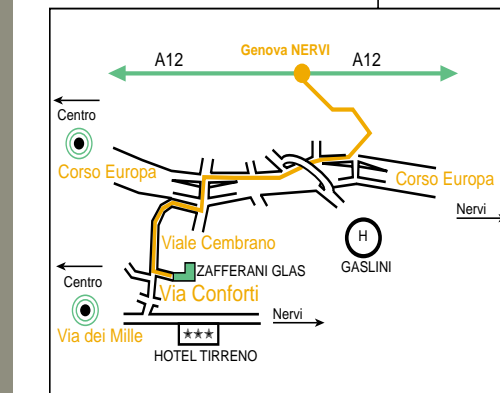 Genova NERVI
A12
A12
Centro
Corso Europa
Corso Europa
Nervi
Viale Cembrano
H
GASLINI
ZAFFERANI GLAS
Centro
Via Conforti
Nervi
Via dei Mille
HOTEL TIRRENO